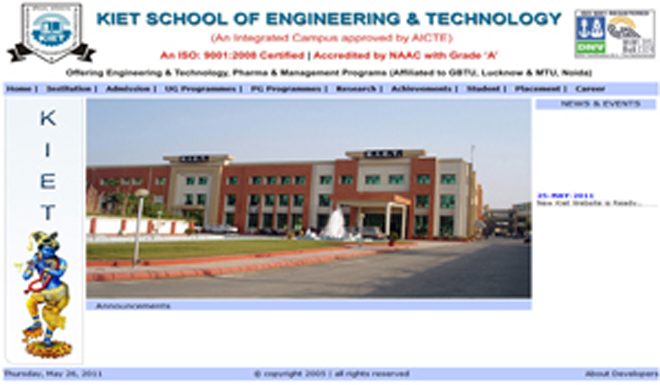 KIET SCHOOL OF ENGINEERING & TECHNOLOGY
(An Integrated Campus approved by AICTE)
An ISO: 9001:2008 Certified | Accredited by NAAC with Grade 'A'
Offering Engineering & Technology, Pharma & Management Programs (Affiliated to GBTU, Lucknow & MTU, Noida)
KIET
DNV
Home | Institution | Admission | UG Programmes | PG Programmes | Research | Achievements | Student | Placement | Career
K
I
E
T
K.I.E.T.
NEWS & EVENTS
25-MAY-2011
New Kiet Website is Ready...
Announcements
Thursday, May 26, 2011
© copyright 2005 | all rights reserved
About Developers